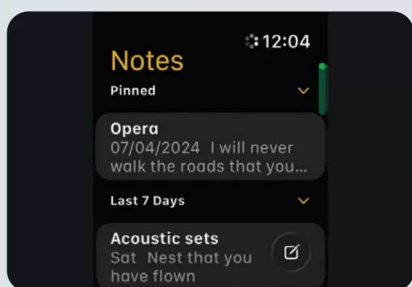 12:04
Notes
Pinned
Opera
07/04/2024 I will never
walk the roads that you...
Last 7 Days
Acoustic sets
Sat Nest that you
have flown